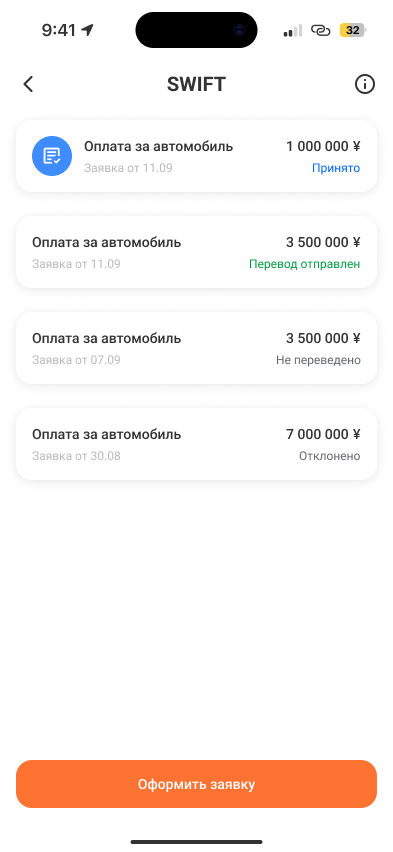 9:41
32
SWIFT
Оплата за автомобиль 1 000 000 ¥
Заявка от 11.09 Принято
Оплата за автомобиль 3 500 000 ¥
Заявка от 11.09 Перевод отправлен
Оплата за автомобиль 3 500 000 ¥
Заявка от 07.09 Не переведено
Оплата за автомобиль 7 000 000 ¥
Заявка от 30.08 Отклонено
Оформить заявку